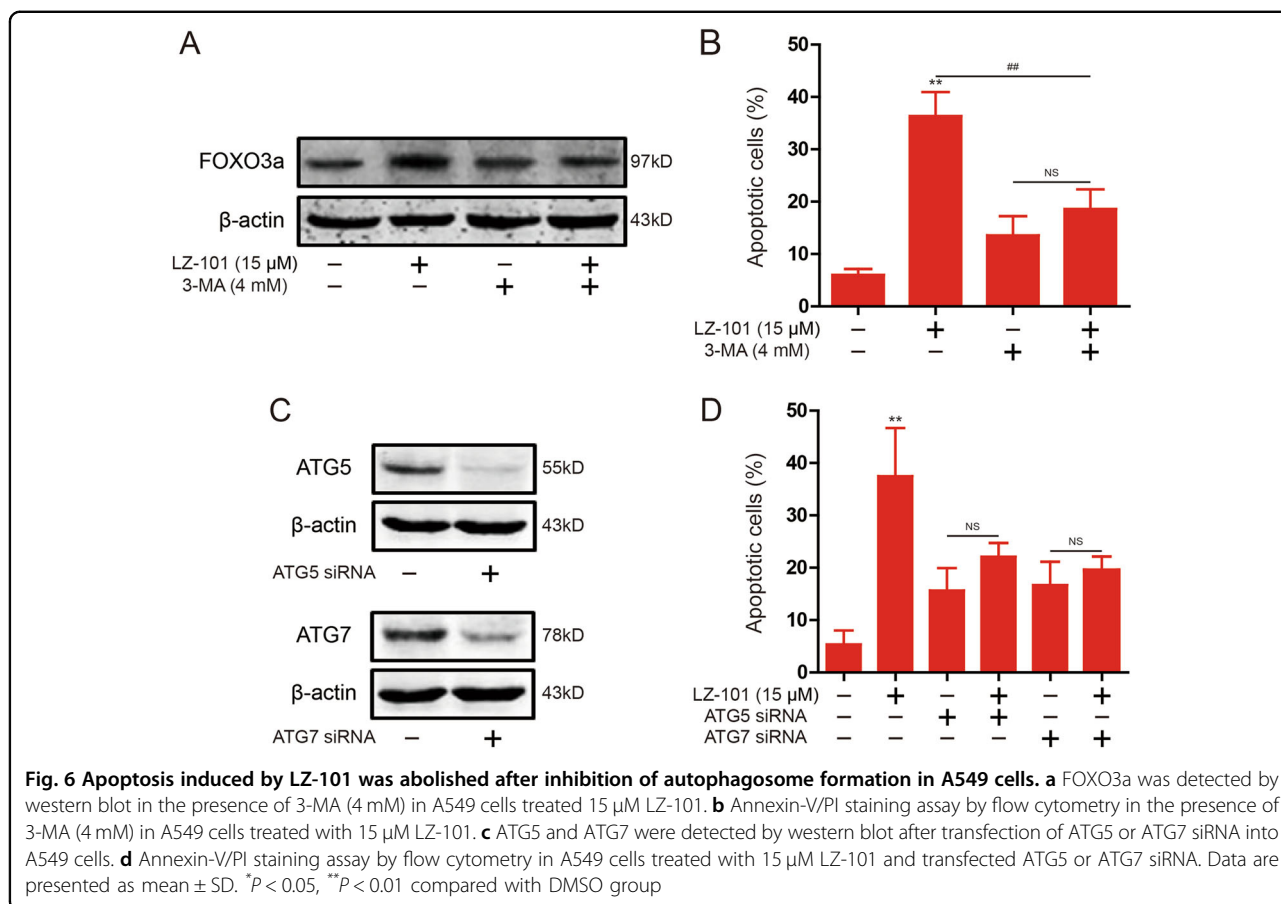 A
FOXO3a
97kD
β-actin
43kD
LZ-101 (15 µM) – + – +
3-MA (4 mM) – – + +
B
Apoptotic cells (%)
50
40
30
20
10
0
**
##
NS
LZ-101 (15 µM) – + – +
3-MA (4 mM) – – + +
C
ATG5
55kD
β-actin
43kD
ATG5 siRNA – +
ATG7
78kD
β-actin
43kD
ATG7 siRNA – +
D
Apoptotic cells (%)
50
40
30
20
10
0
**
NS
NS
LZ-101 (15 µM) – + – + – +
ATG5 siRNA – – + + – –
ATG7 siRNA – – – – + +
Fig. 6 Apoptosis induced by LZ-101 was abolished after inhibition of autophagosome formation in A549 cells. a FOXO3a was detected by
western blot in the presence of 3-MA (4 mM) in A549 cells treated 15 µM LZ-101. b Annexin-V/PI staining assay by flow cytometry in the presence of
3-MA (4 mM) in A549 cells treated with 15 µM LZ-101. c ATG5 and ATG7 were detected by western blot after transfection of ATG5 or ATG7 siRNA into
A549 cells. d Annexin-V/PI staining assay by flow cytometry in A549 cells treated with 15 µM LZ-101 and transfected ATG5 or ATG7 siRNA. Data are
presented as mean ± SD. *P < 0.05, **P < 0.01 compared with DMSO group